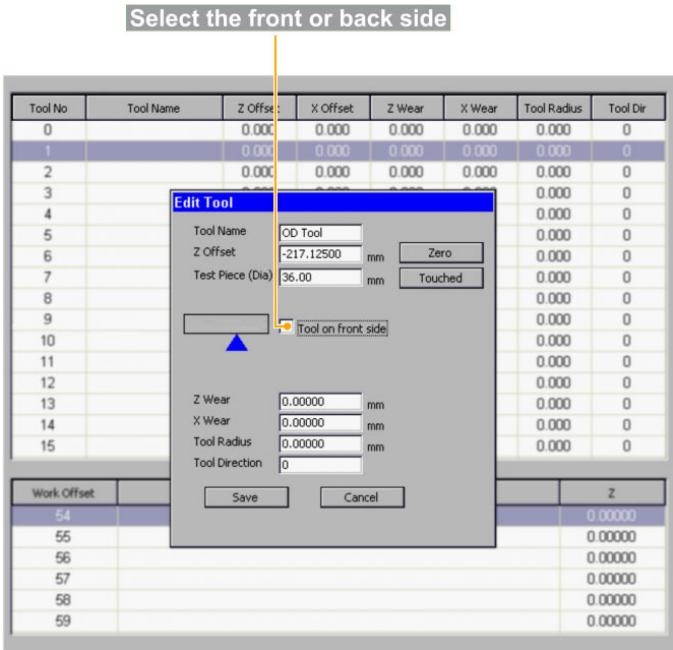 Select the front or back side
Tool No Tool Name Z Offset X Offset Z Wear X Wear Tool Radius Tool Dir
0 0.000 0.000 0.000 0.000 0.000 0
1 0.000 0.000 0.000 0.000 0.000 0
2 0.000 0.000 0.000 0.000 0.000 0
3 0.000 0
4 0.000 0
5 0.000 0
6 0.000 0
7 0.000 0
8 0.000 0
9 0.000 0
10 0.000 0
11 0.000 0
12 0.000 0
13 0.000 0
14 0.000 0
15 0.000 0
Edit Tool
Tool Name OD Tool
Z Offset -217.12500 mm Zero
Test Piece (Dia) 36.00 mm Touched
Tool on front side
Z Wear 0.00000 mm
X Wear 0.00000 mm
Tool Radius 0.00000 mm
Tool Direction 0
Save Cancel
Work Offset Z
54 0.00000
55 0.00000
56 0.00000
57 0.00000
58 0.00000
59 0.00000